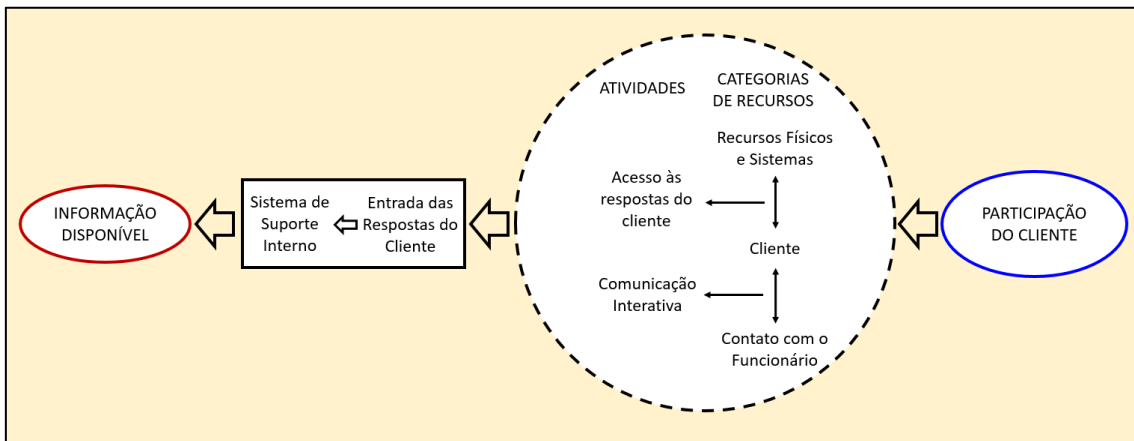 ATIVIDADES
CATEGORIAS
DE RECURSOS
Recursos Físicos
e Sistemas
Acesso às
respostas do
cliente
Cliente
Comunicação
Interativa
Contato com o
Funcionário
INFORMAÇÃO
DISPONÍVEL
Sistema de
Suporte
Interno
Entrada das
Respostas do
Cliente
PARTICIPAÇÃO
DO CLIENTE